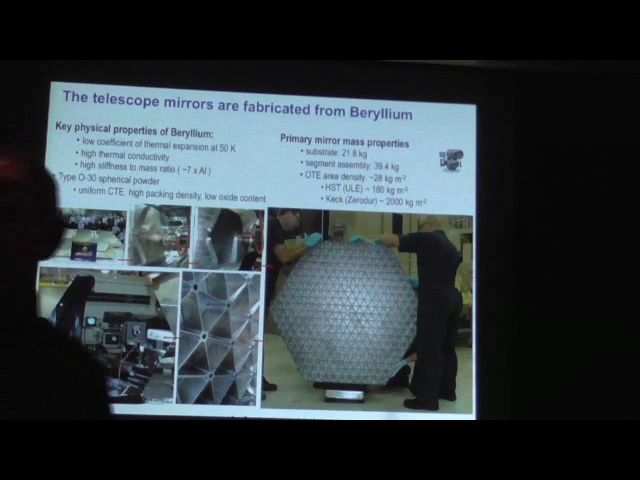 The telescope mirrors are fabricated from Beryllium
Key physical properties of Beryllium:
• low coefficient of thermal expansion at 50 K
• high thermal conductivity
• high stiffness to mass ratio ( ~7 x Al )
• Type O-30 spherical powder
• uniform CTE, high packing density, low oxide content
Primary mirror mass properties
• substrate: 21.8 kg
• segment assembly: 39.4 kg
• OTE area density: ~28 kg m⁻²
• HST (ULE) ~ 180 kg m⁻²
• Keck (Zerodur) ~ 2000 kg m⁻²